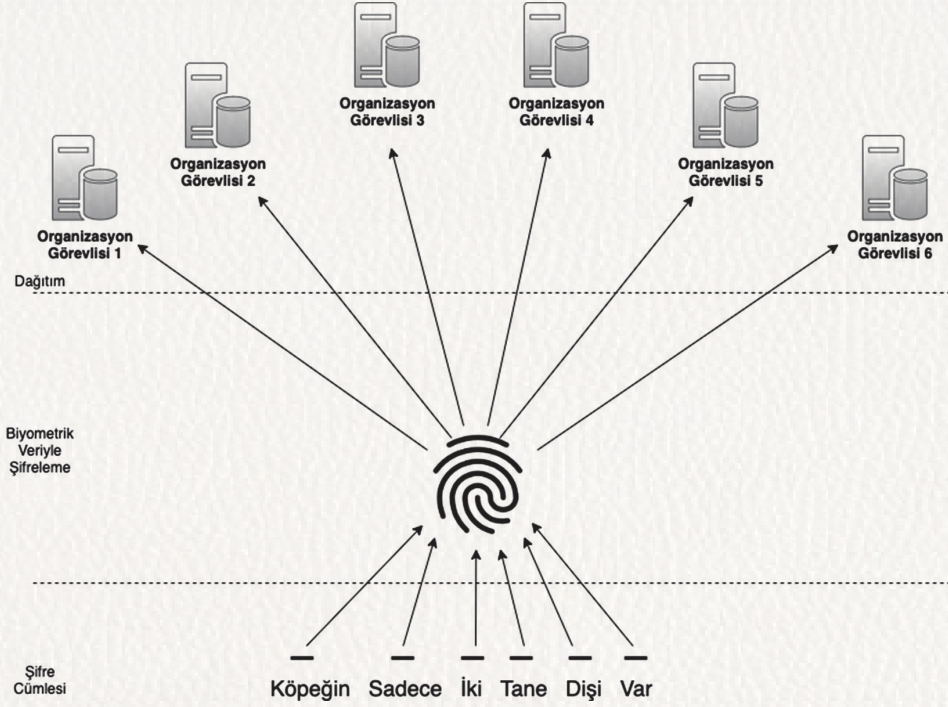 Organizasyon
Görevlisi 3
Organizasyon
Görevlisi 4
Organizasyon
Görevlisi 2
Organizasyon
Görevlisi 5
Organizasyon
Görevlisi 1
Organizasyon
Görevlisi 6
Dağıtım
Biyometrik
Veriyle
Şifreleme
Şifre
Cümlesi
Köpeğin Sadece İki Tane Dişi Var